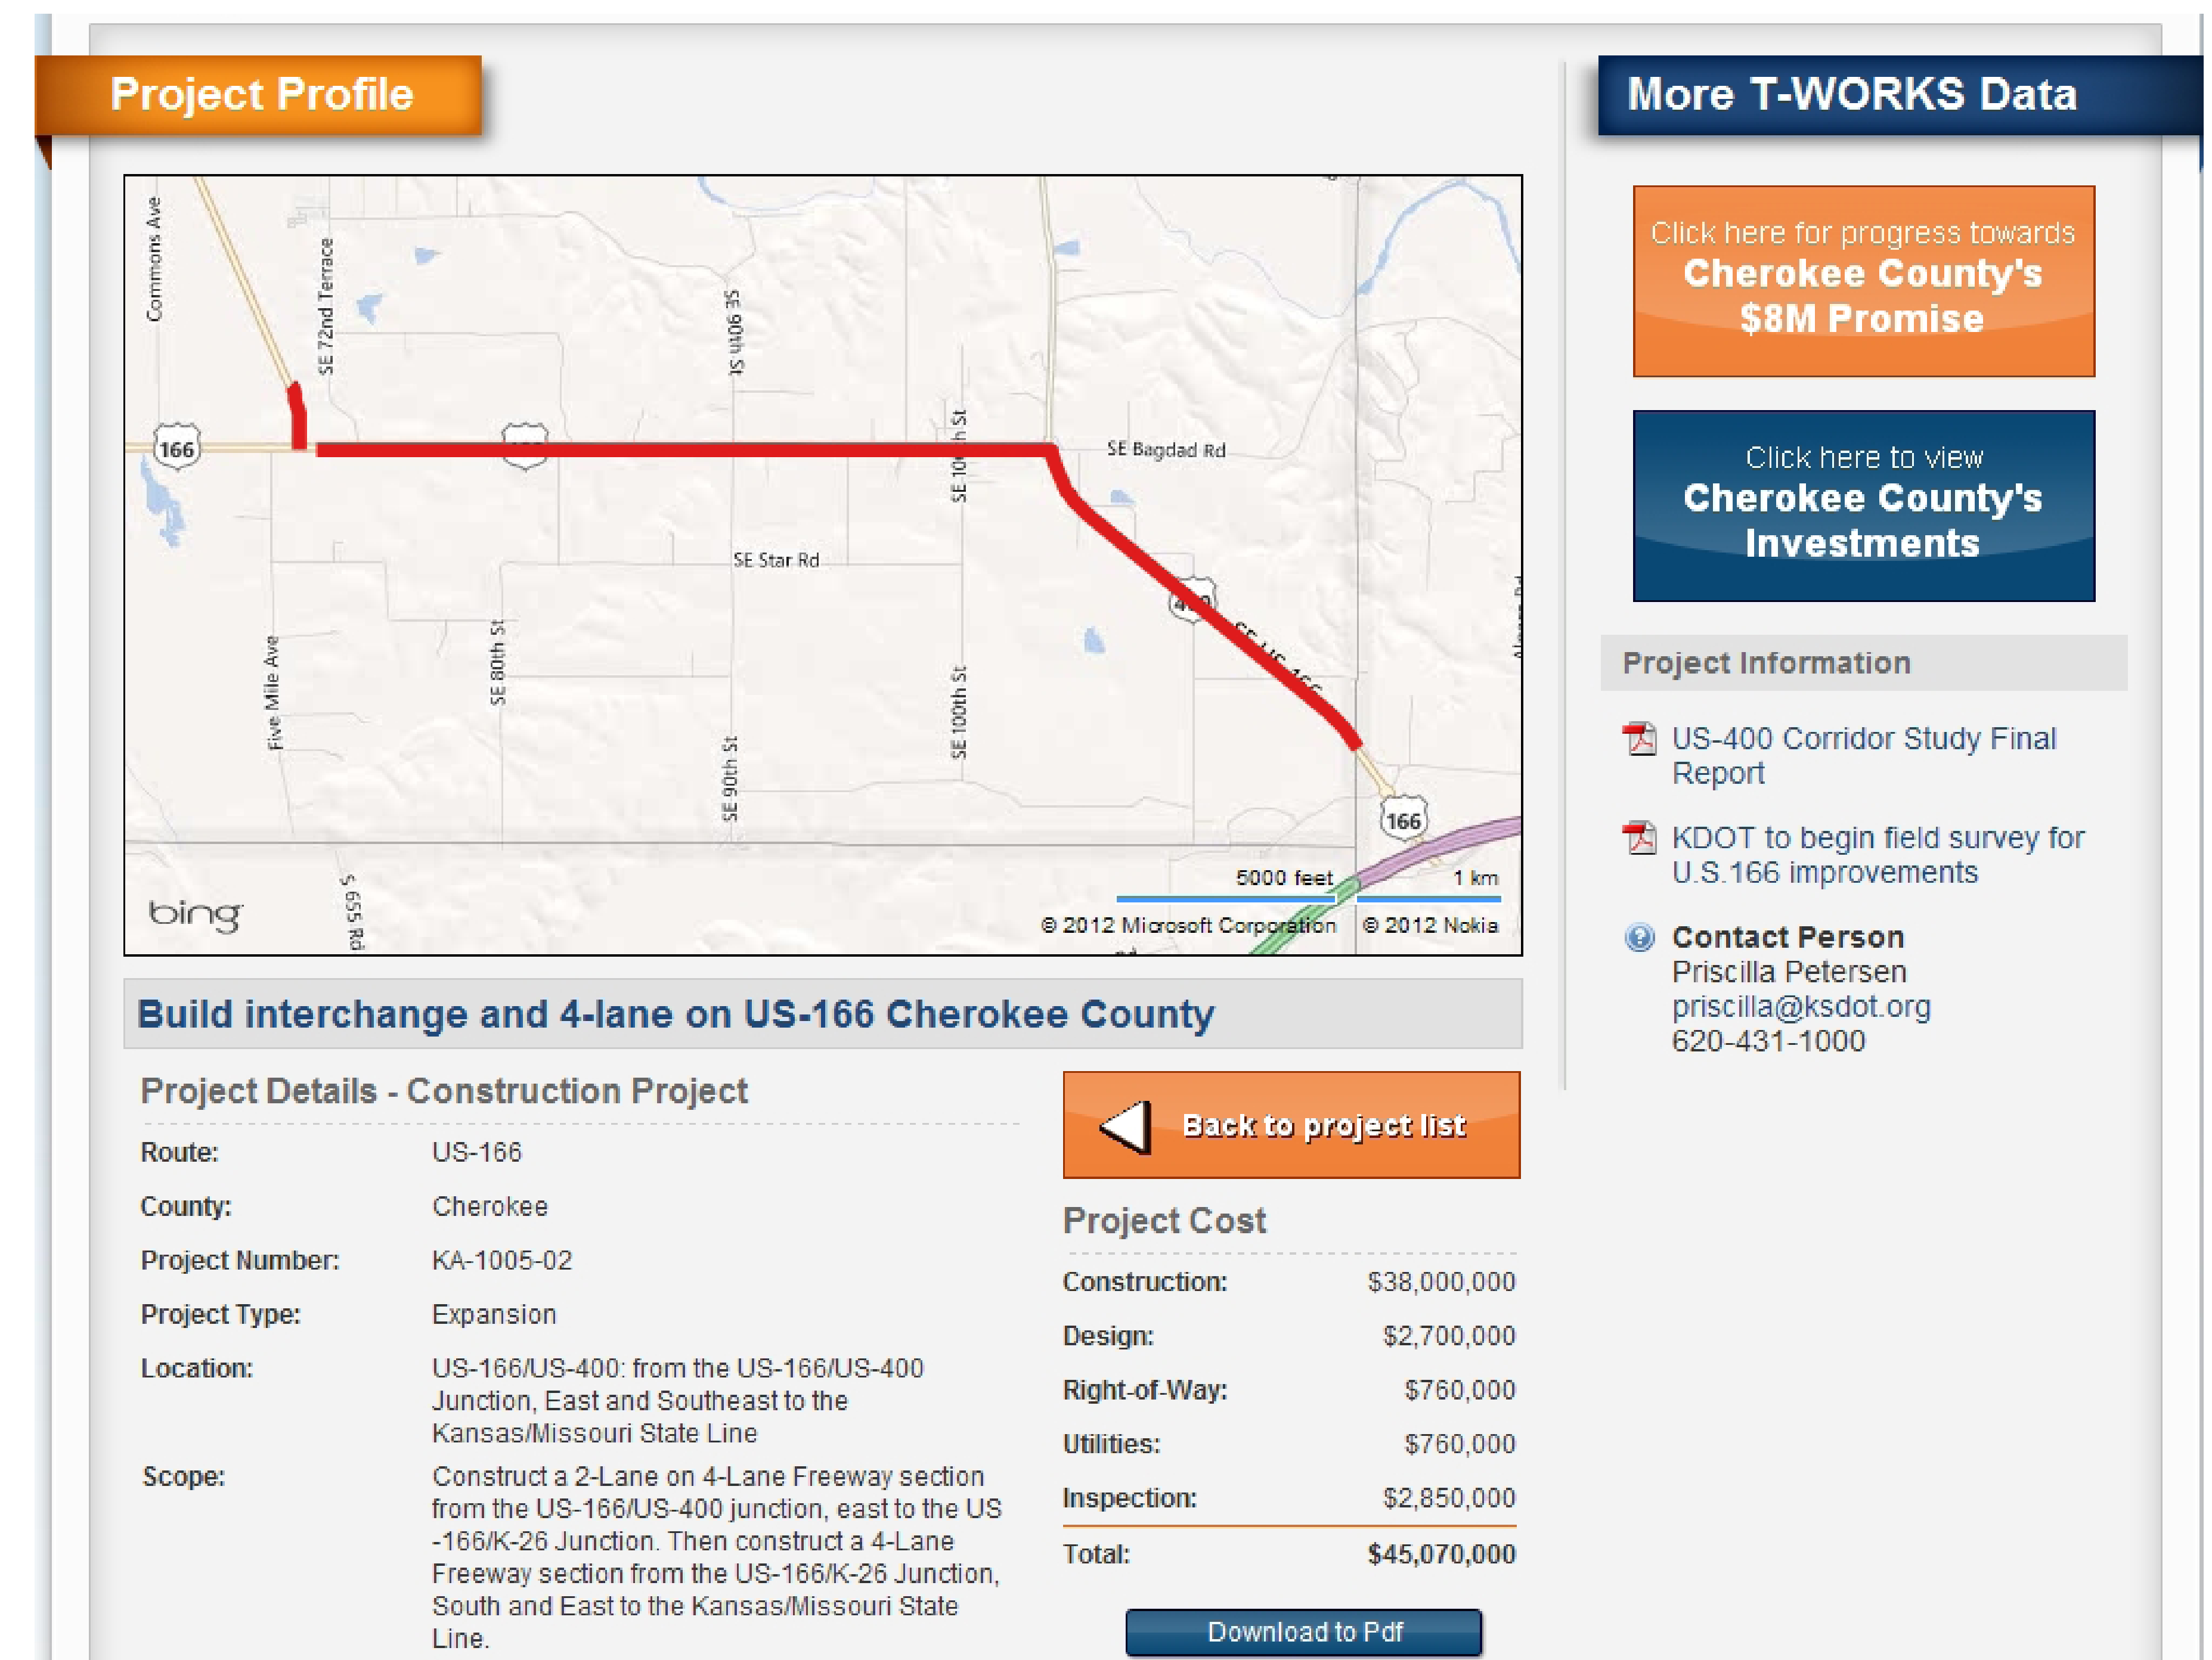 Project Profile
More T-WORKS Data
Commons Ave
SE 72nd Terrace
SE 90th St
166
SE 100th St
SE Bagdad Rd
SE Star Rd
Five Mile Ave
SE 80th St
SE 90th St
SE 100th St
SE US-166
166
S 655 Rd
5000 feet
1 km
bing
© 2012 Microsoft Corporation
© 2012 Nokia
Click here for progress towards
Cherokee County's
$8M Promise
Click here to view
Cherokee County's
Investments
Project Information
US-400 Corridor Study Final
Report
KDOT to begin field survey for
U.S.166 improvements
Contact Person
Priscilla Petersen
priscilla@ksdot.org
620-431-1000
Build interchange and 4-lane on US-166 Cherokee County
Project Details - Construction Project
Route: US-166
County: Cherokee
Project Number: KA-1005-02
Project Type: Expansion
Location: US-166/US-400: from the US-166/US-400
Junction, East and Southeast to the
Kansas/Missouri State Line
Scope: Construct a 2-Lane on 4-Lane Freeway section
from the US-166/US-400 junction, east to the US
-166/K-26 Junction. Then construct a 4-Lane
Freeway section from the US-166/K-26 Junction,
South and East to the Kansas/Missouri State
Line.
Back to project list
Project Cost
Construction: $38,000,000
Design: $2,700,000
Right-of-Way: $760,000
Utilities: $760,000
Inspection: $2,850,000
Total: $45,070,000
Download to Pdf